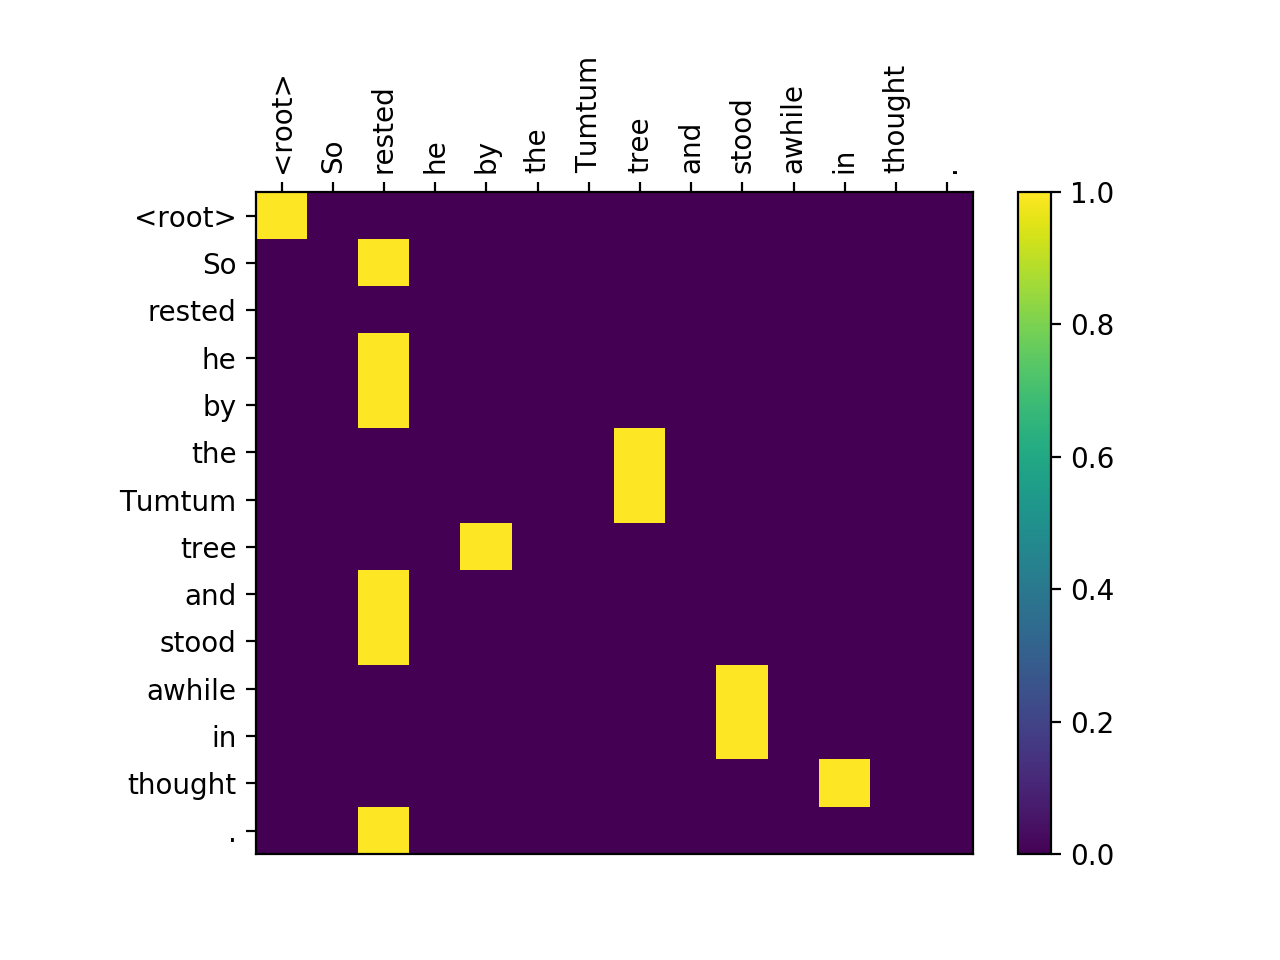 <root> So rested he by the Tumtum tree and stood awhile in thought .
<root>
So
rested
he
by
the
Tumtum
tree
and
stood
awhile
in
thought
.
1.0
0.8
0.6
0.4
0.2
0.0